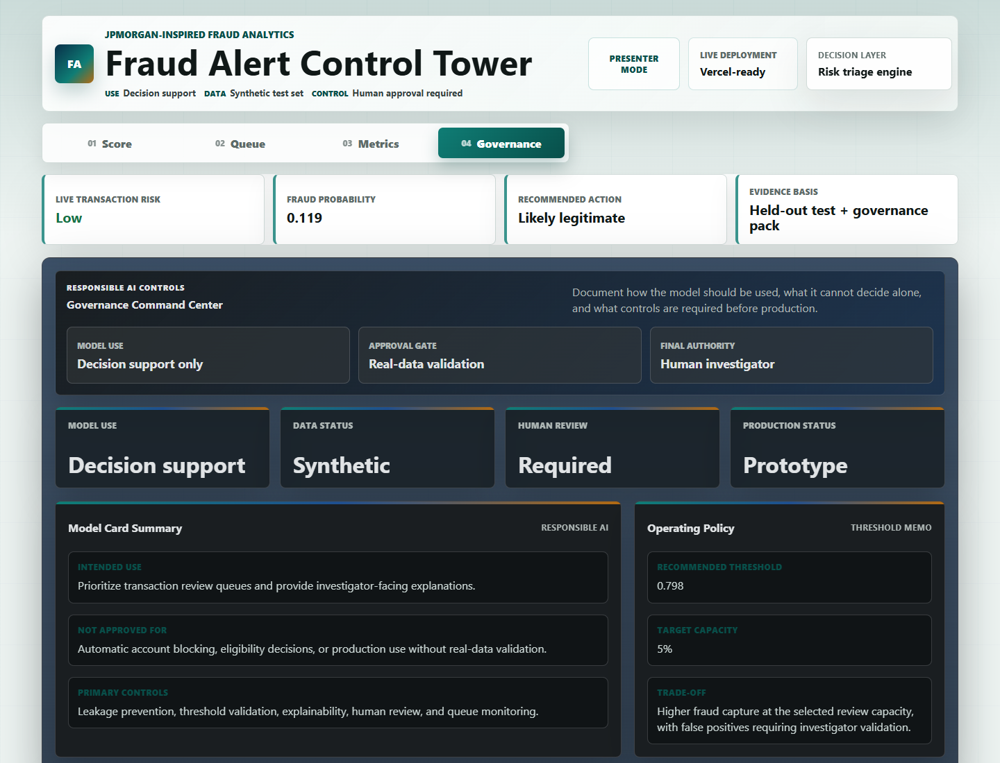 FA
JPMORGAN-INSPIRED FRAUD ANALYTICS
Fraud Alert Control Tower
USE Decision support DATA Synthetic test set CONTROL Human approval required
PRESENTER
MODE
LIVE DEPLOYMENT
Vercel-ready
DECISION LAYER
Risk triage engine
01 Score
02 Queue
03 Metrics
04 Governance
LIVE TRANSACTION RISK
Low
FRAUD PROBABILITY
0.119
RECOMMENDED ACTION
Likely legitimate
EVIDENCE BASIS
Held-out test + governance
pack
RESPONSIBLE AI CONTROLS
Governance Command Center
Document how the model should be used, what it cannot decide alone,
and what controls are required before production.
MODEL USE
Decision support only
APPROVAL GATE
Real-data validation
FINAL AUTHORITY
Human investigator
MODEL USE
Decision support
DATA STATUS
Synthetic
HUMAN REVIEW
Required
PRODUCTION STATUS
Prototype
Model Card Summary
RESPONSIBLE AI
INTENDED USE
Prioritize transaction review queues and provide investigator-facing explanations.
NOT APPROVED FOR
Automatic account blocking, eligibility decisions, or production use without real-data validation.
PRIMARY CONTROLS
Leakage prevention, threshold validation, explainability, human review, and queue monitoring.
Operating Policy
THRESHOLD MEMO
RECOMMENDED THRESHOLD
0.798
TARGET CAPACITY
5%
TRADE-OFF
Higher fraud capture at the selected review capacity,
with false positives requiring investigator validation.